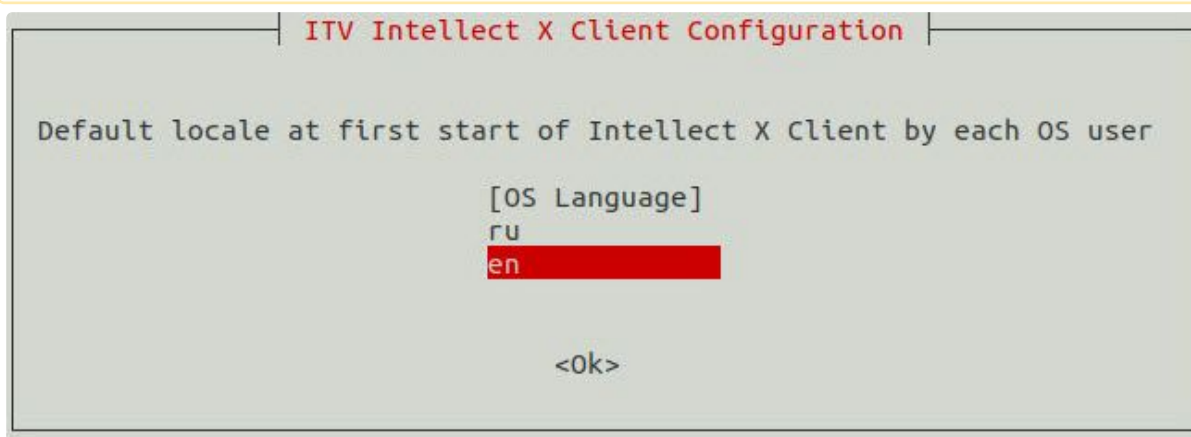 ITV Intellect X Client Configuration
Default locale at first start of Intellect X Client by each OS user
[OS Language]
ru
en
<Ok>